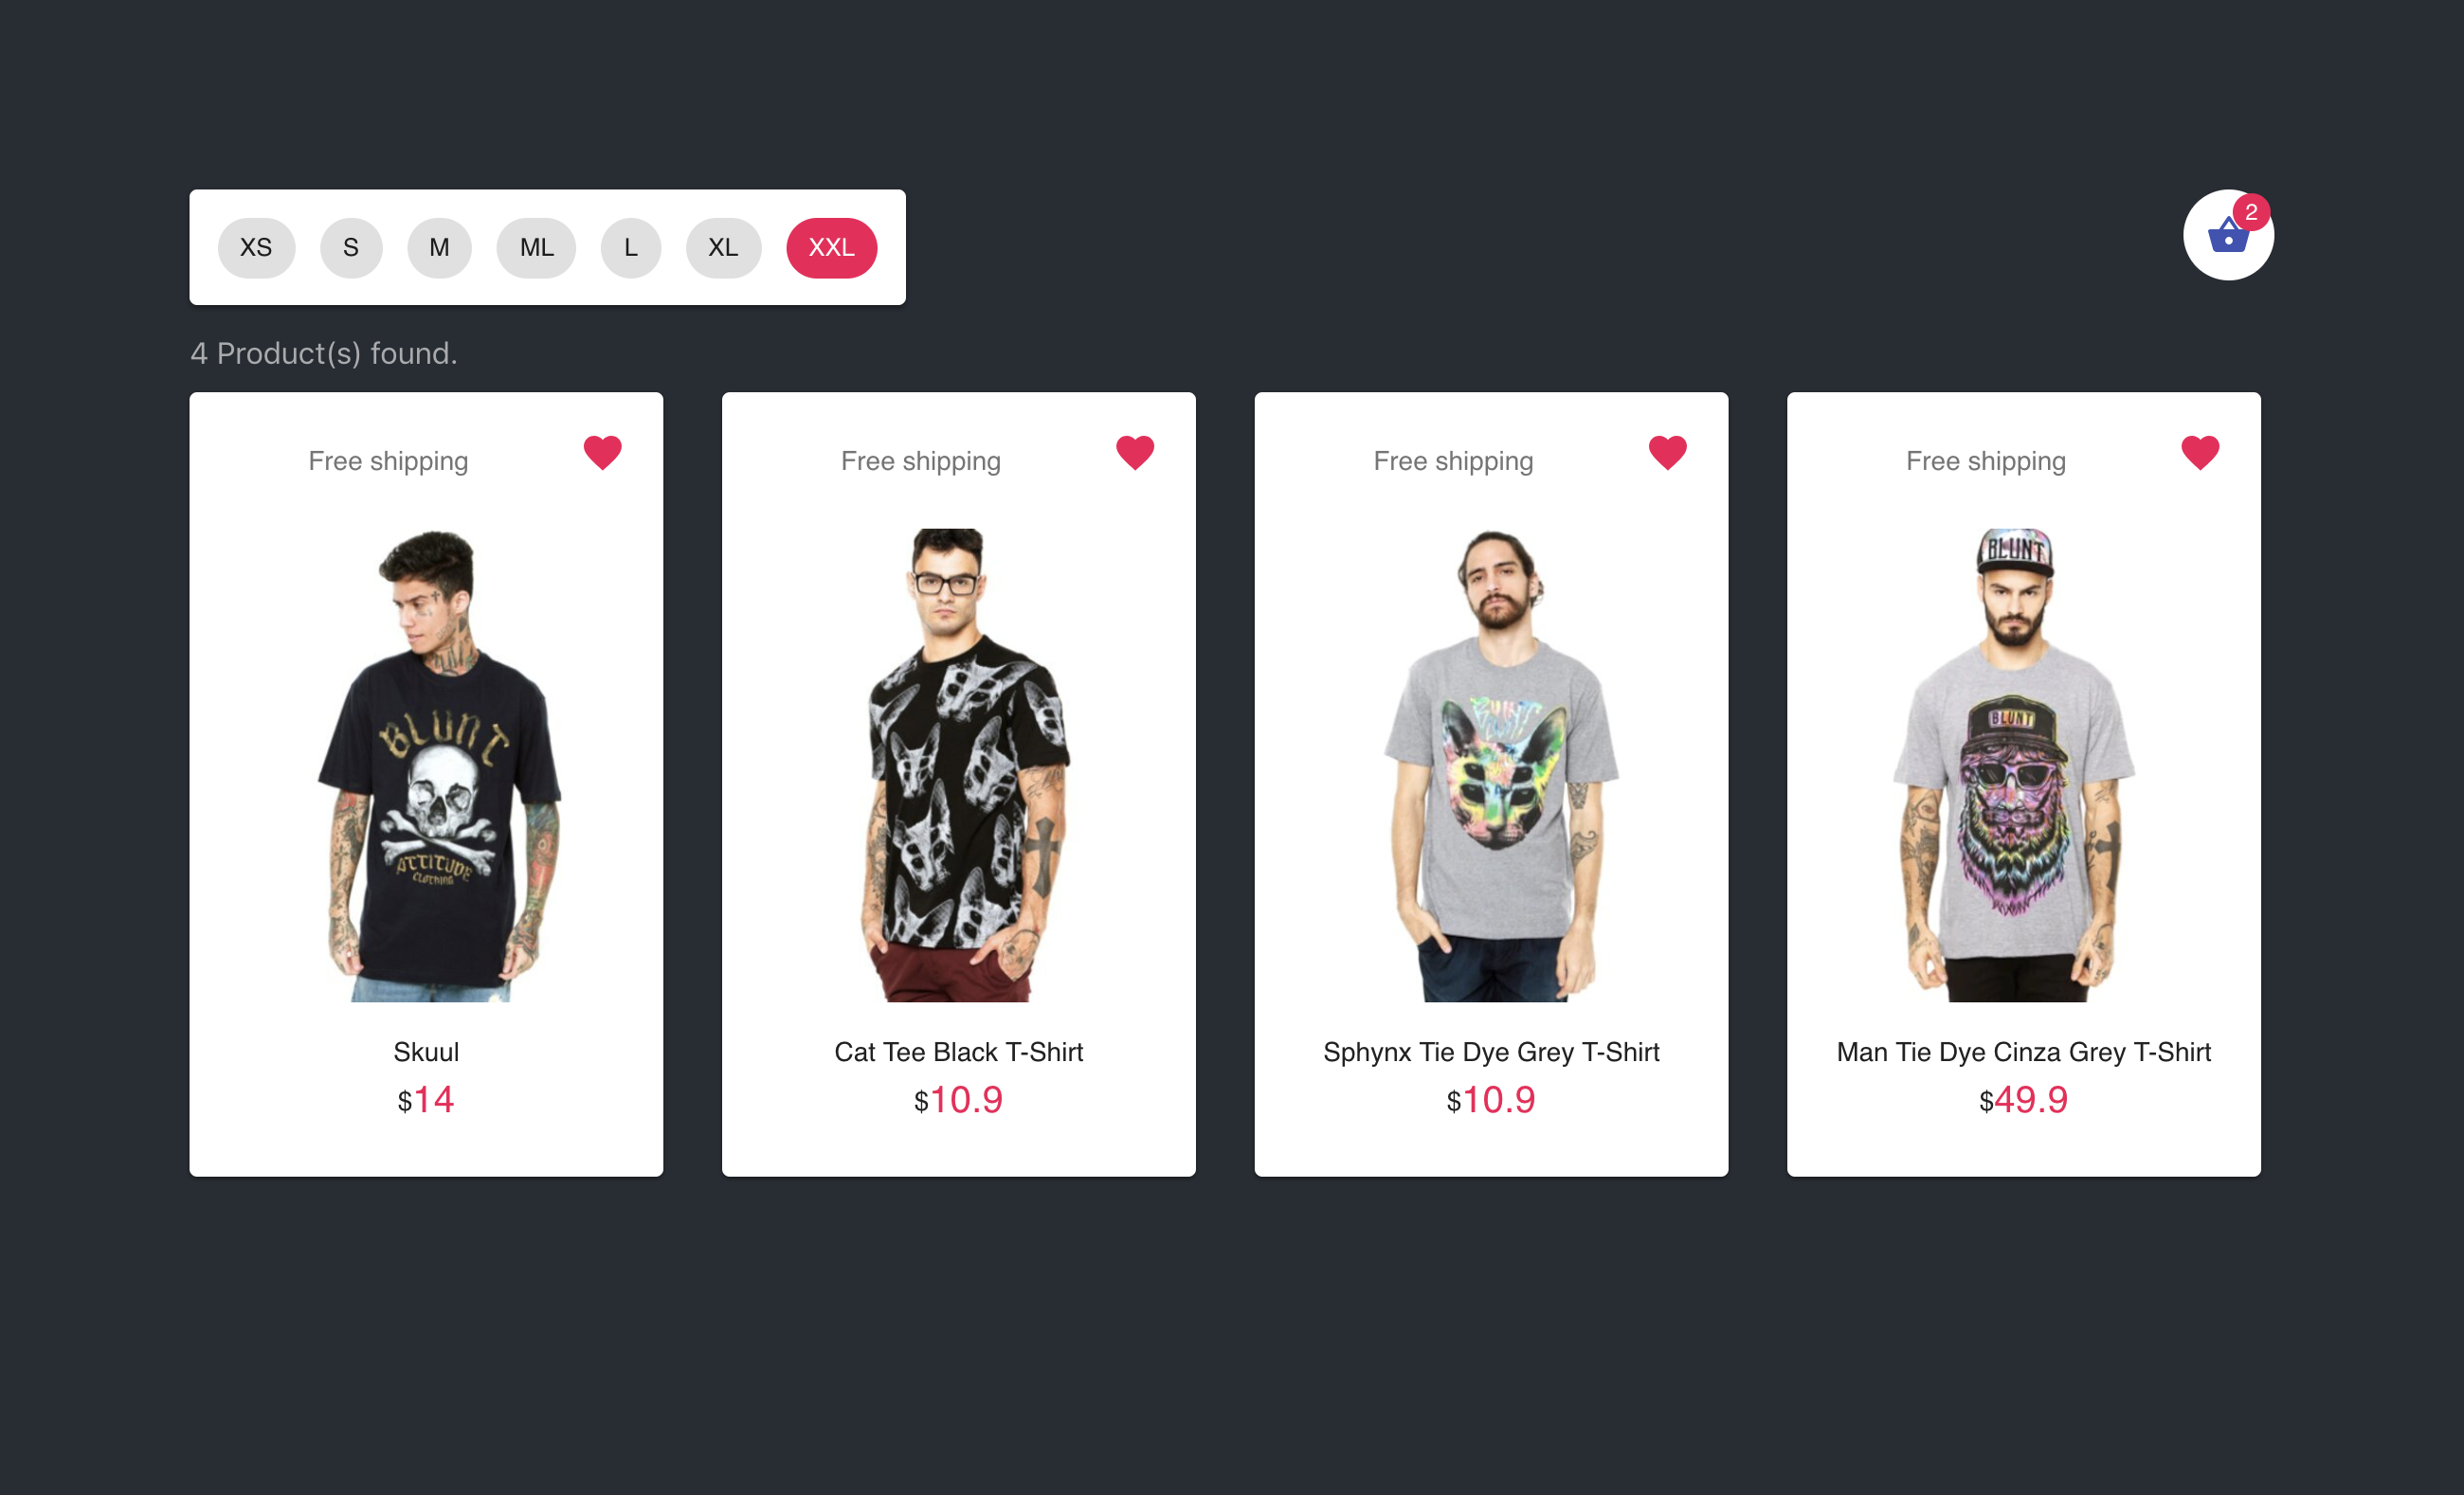 XS S M ML L XL XXL
2
4 Product(s) found.
Free shipping
BLUNT
ATTITUDE
CLOTHING
Skuul
$14
Free shipping
Cat Tee Black T-Shirt
$10.9
Free shipping
Sphynx Tie Dye Grey T-Shirt
$10.9
Free shipping
BLUNT
BLUNT
Man Tie Dye Cinza Grey T-Shirt
$49.9